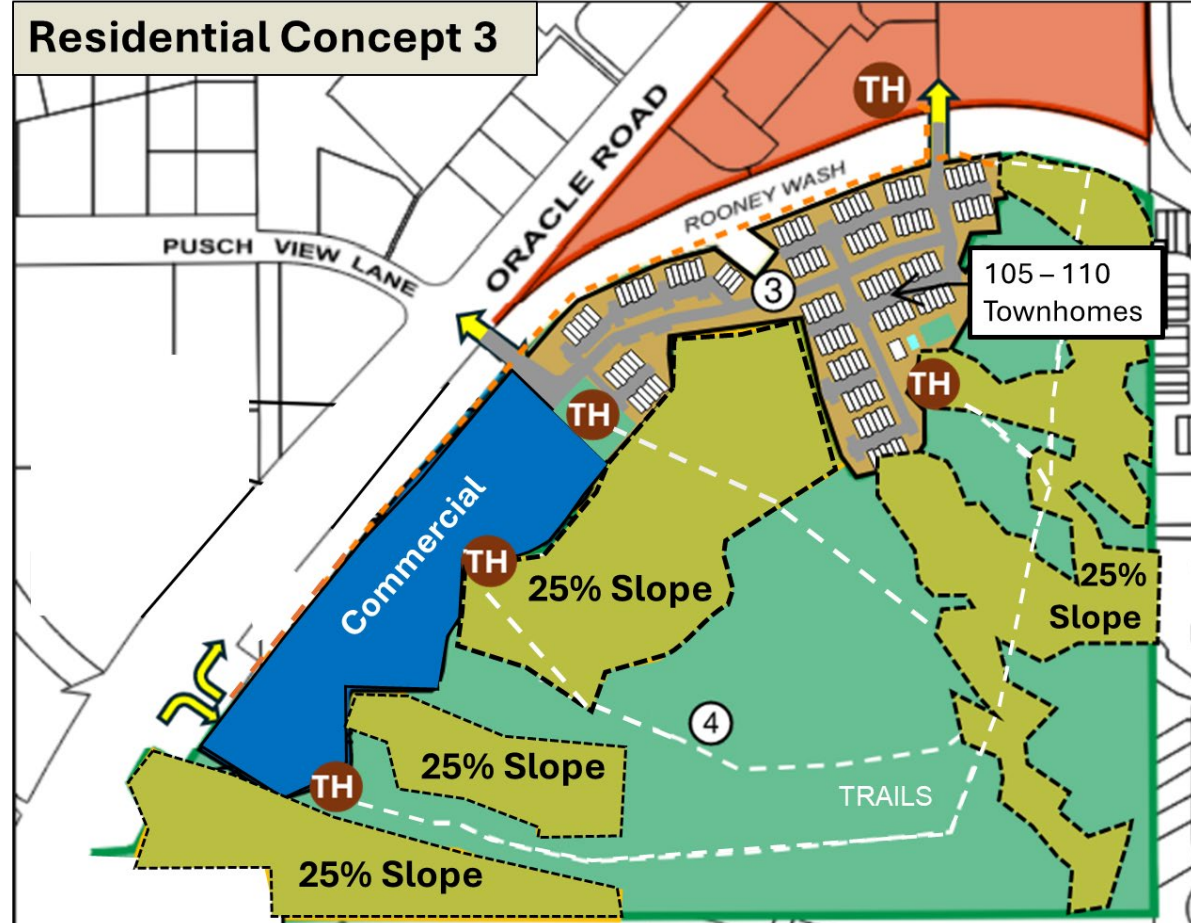 Residential Concept 3
TH
ORACLE ROAD
ROONEY WASH
PUSCH VIEW LANE
105 – 110
Townhomes
3
TH
TH
Commercial
TH
25% Slope
25%
Slope
4
25% Slope
TH
TRAILS
25% Slope